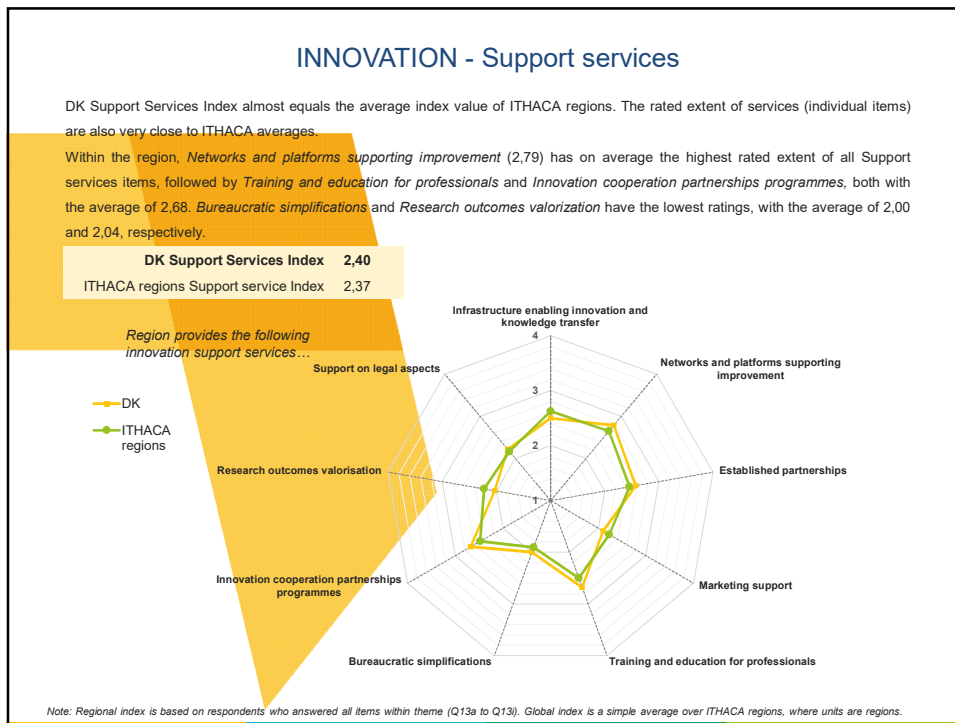 INNOVATION - Support services
DK Support Services Index almost equals the average index value of ITHACA regions. The rated extent of services (individual items)
are also very close to ITHACA averages.
Within the region, Networks and platforms supporting improvement (2,79) has on average the highest rated extent of all Support
services items, followed by Training and education for professionals and Innovation cooperation partnerships programmes, both with
the average of 2,68. Bureaucratic simplifications and Research outcomes valorization have the lowest ratings, with the average of 2,00
and 2,04, respectively.
DK Support Services Index 2,40
ITHACA regions Support service Index 2,37
Region provides the following
innovation support services…
DK
ITHACA
regions
Infrastructure enabling innovation and
knowledge transfer
Networks and platforms supporting
improvement
Established partnerships
Marketing support
Training and education for professionals
Bureaucratic simplifications
Innovation cooperation partnerships
programmes
Research outcomes valorisation
Support on legal aspects
4
3
2
1
Note: Regional index is based on respondents who answered all items within theme (Q13a to Q13i). Global index is a simple average over ITHACA regions, where units are regions.